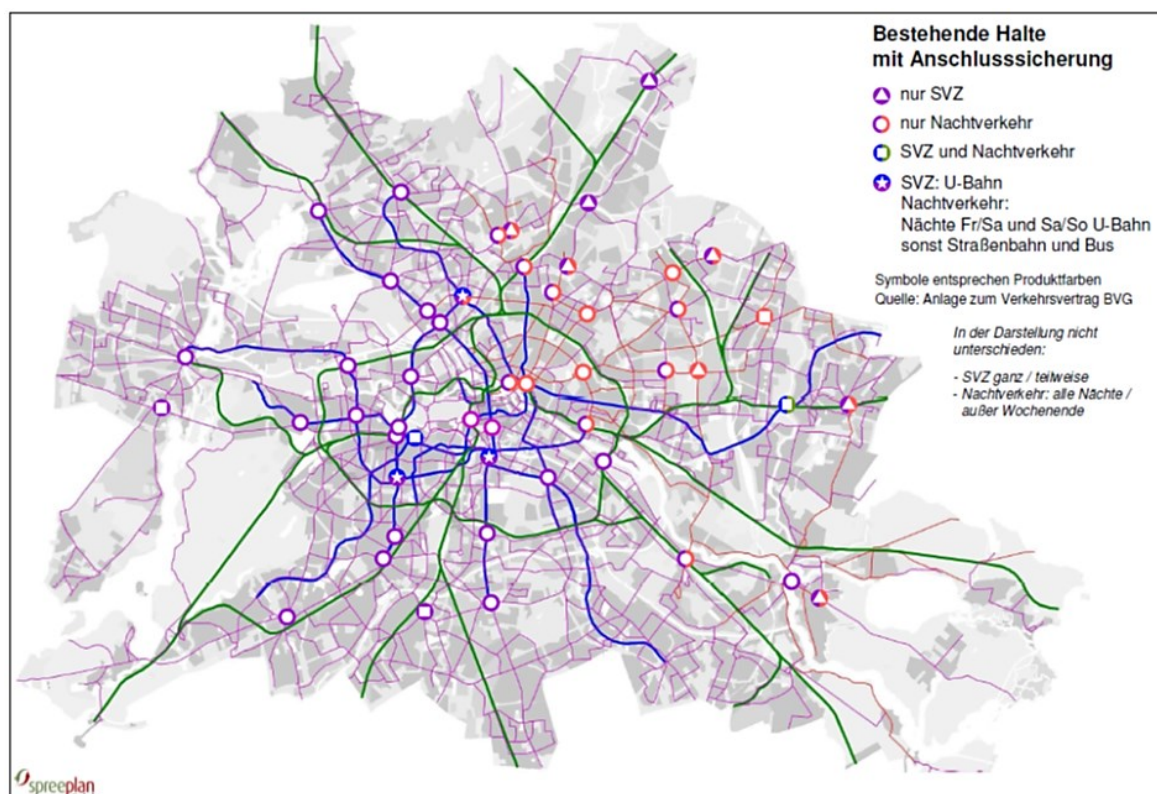 Bestehende Halte
mit Anschlusssicherung
nur SVZ
nur Nachtverkehr
SVZ und Nachtverkehr
SVZ: U-Bahn
Nachtverkehr:
Nächte Fr/Sa und Sa/So U-Bahn
sonst Straßenbahn und Bus
Symbole entsprechen Produktfarben
Quelle: Anlage zum Verkehrsvertrag BVG
In der Darstellung nicht
unterschieden:
- SVZ ganz / teilweise
- Nachtverkehr: alle Nächte /
außer Wochenende
spreeplan